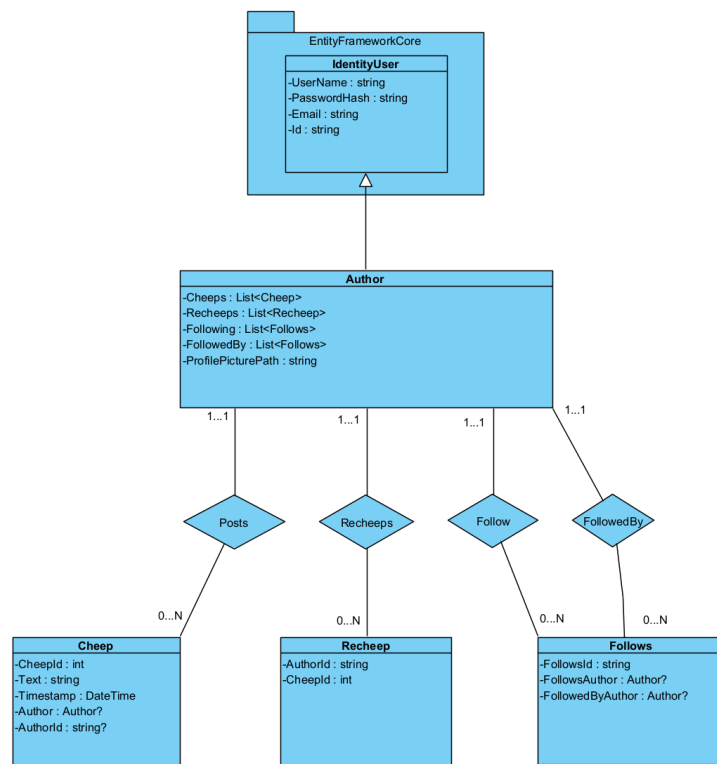 EntityFrameworkCore
IdentityUser
-UserName : string
-PasswordHash : string
-Email : string
-Id : string
Author
-Cheeps : List<Cheep>
-Recheeps : List<Recheep>
-Following : List<Follows>
-FollowedBy : List<Follows>
-ProfilePicturePath : string
1...1
1...1
1...1
1...1
Posts
Recheeps
Follow
FollowedBy
0...N
0...N
0...N
0...N
Cheep
-CheepId : int
-Text : string
-Timestamp : DateTime
-Author : Author?
-AuthorId : string?
Recheep
-AuthorId : string
-CheepId : int
Follows
-FollowsId : string
-FollowsAuthor : Author?
-FollowedByAuthor : Author?